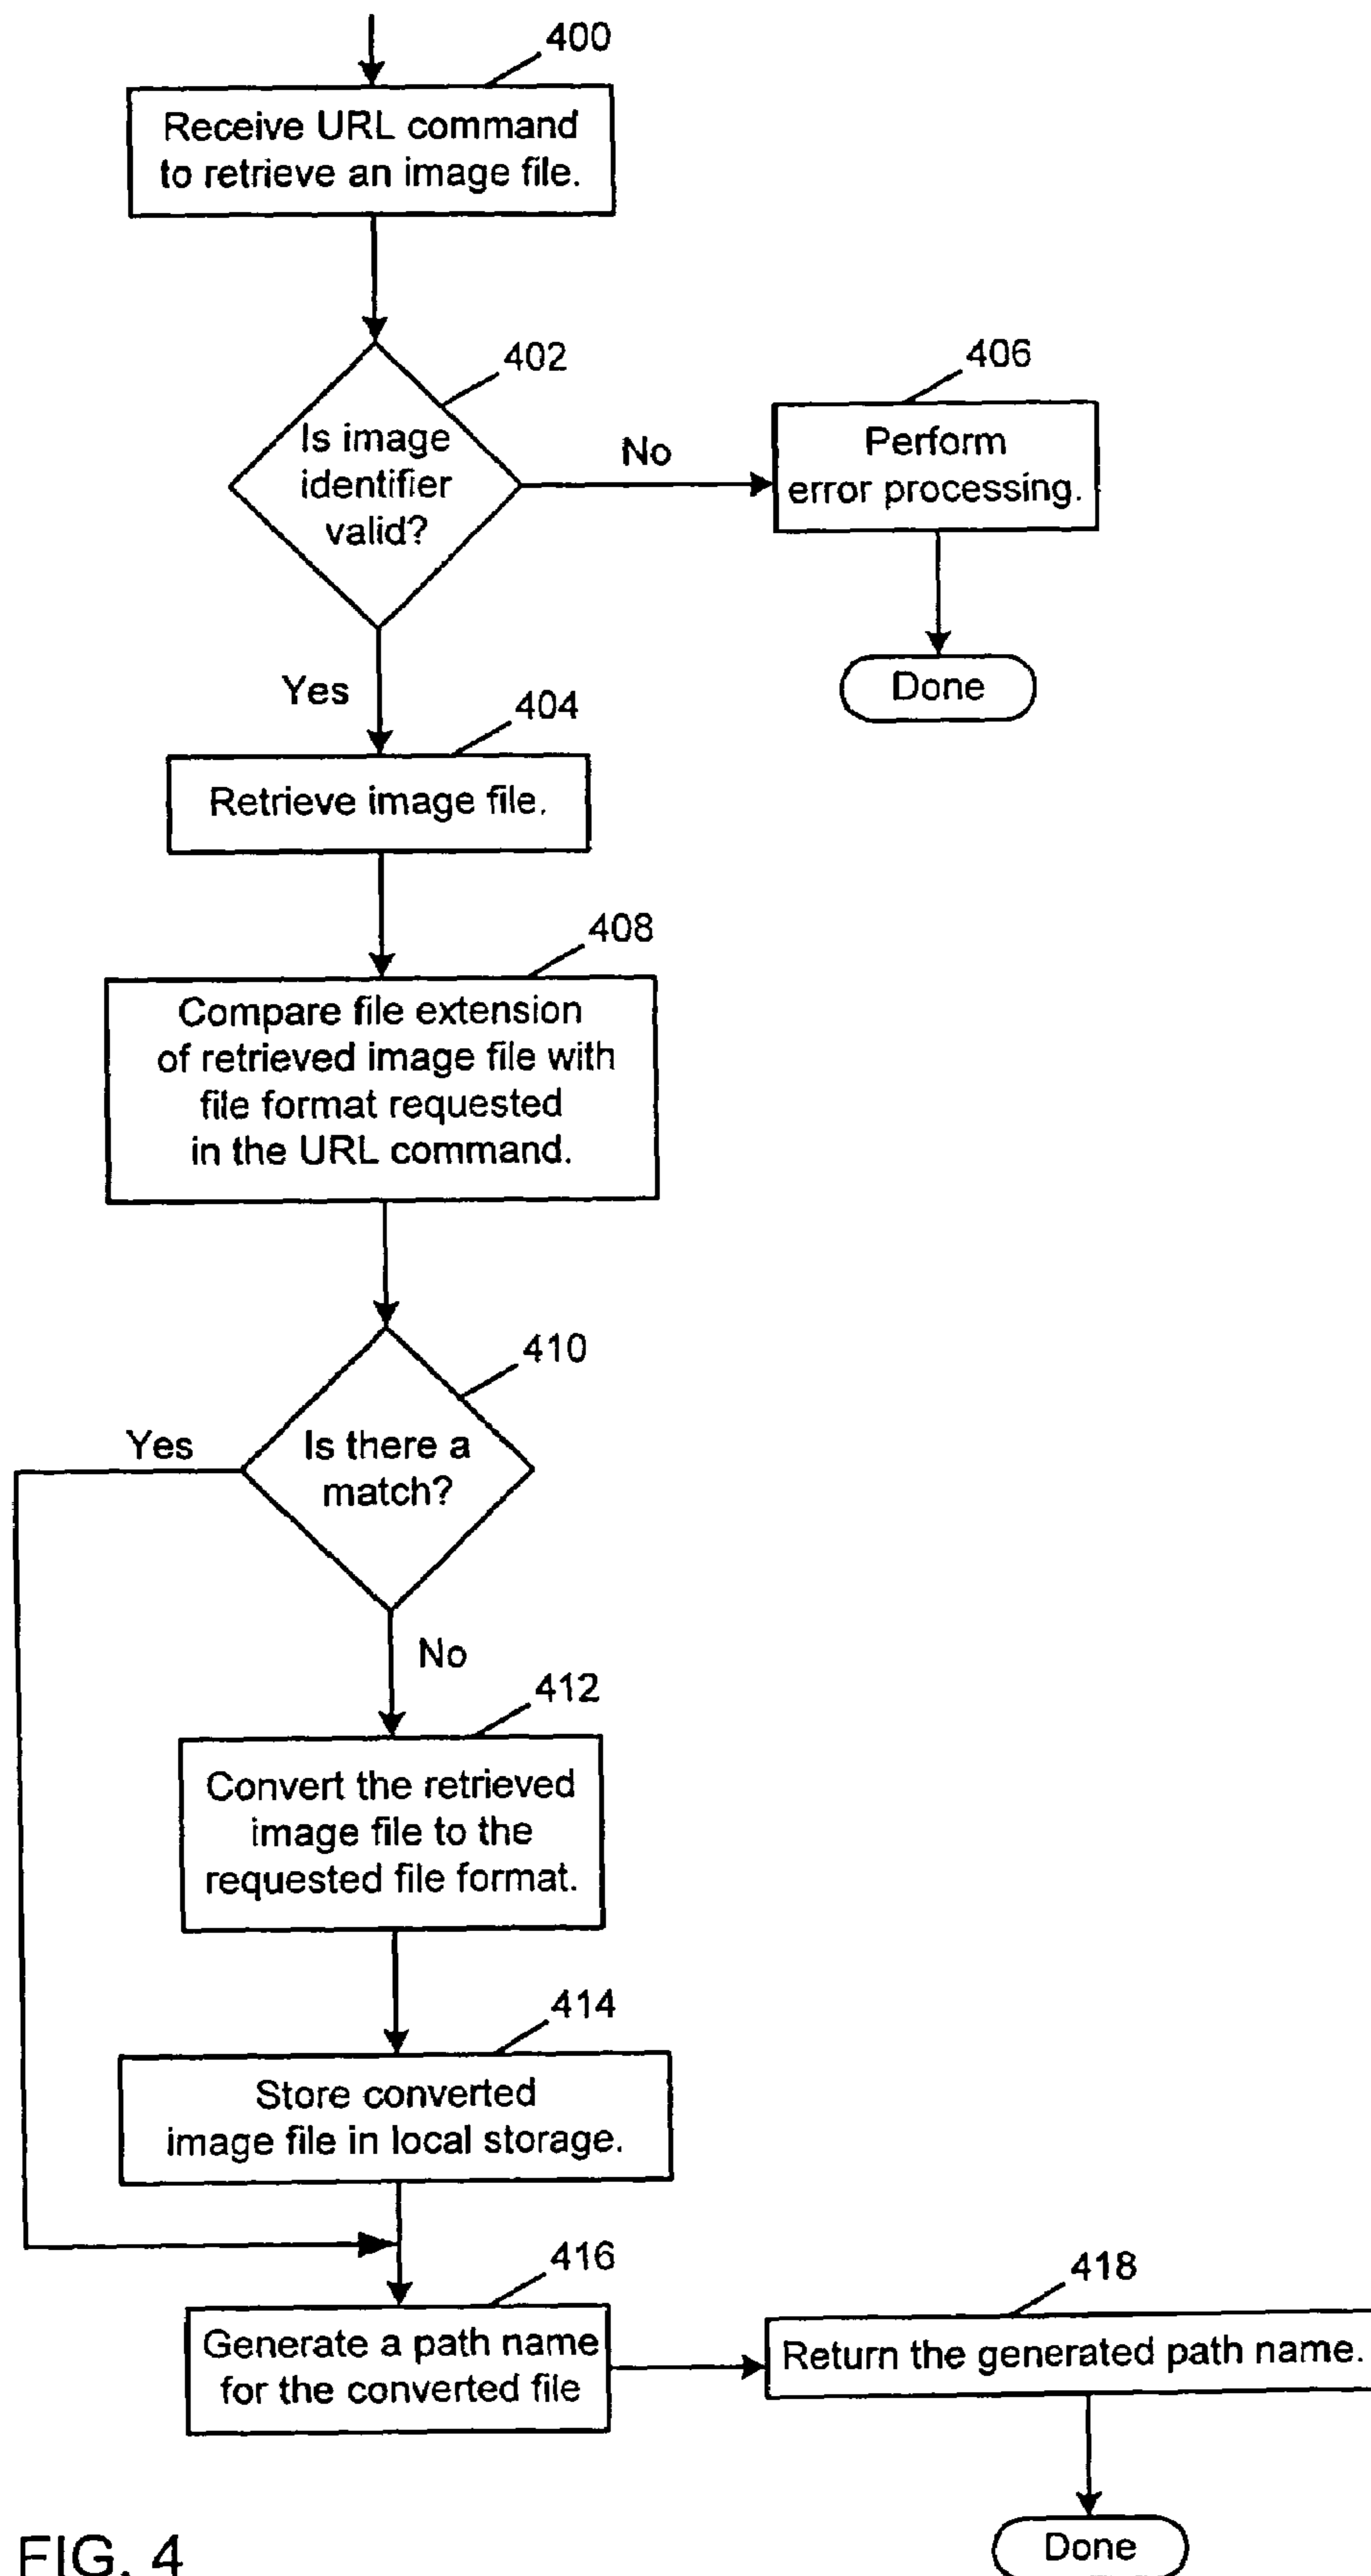 400
Receive URL command
to retrieve an image file.
402
Is image
identifier
valid?
No
406
Perform
error processing.
Done
Yes
404
Retrieve image file.
408
Compare file extension
of retrieved image file with
file format requested
in the URL command.
410
Is there a
match?
Yes
No
412
Convert the retrieved
image file to the
requested file format.
414
Store converted
image file in local storage.
416
Generate a path name
for the converted file
418
Return the generated path name.
Done
FIG. 4